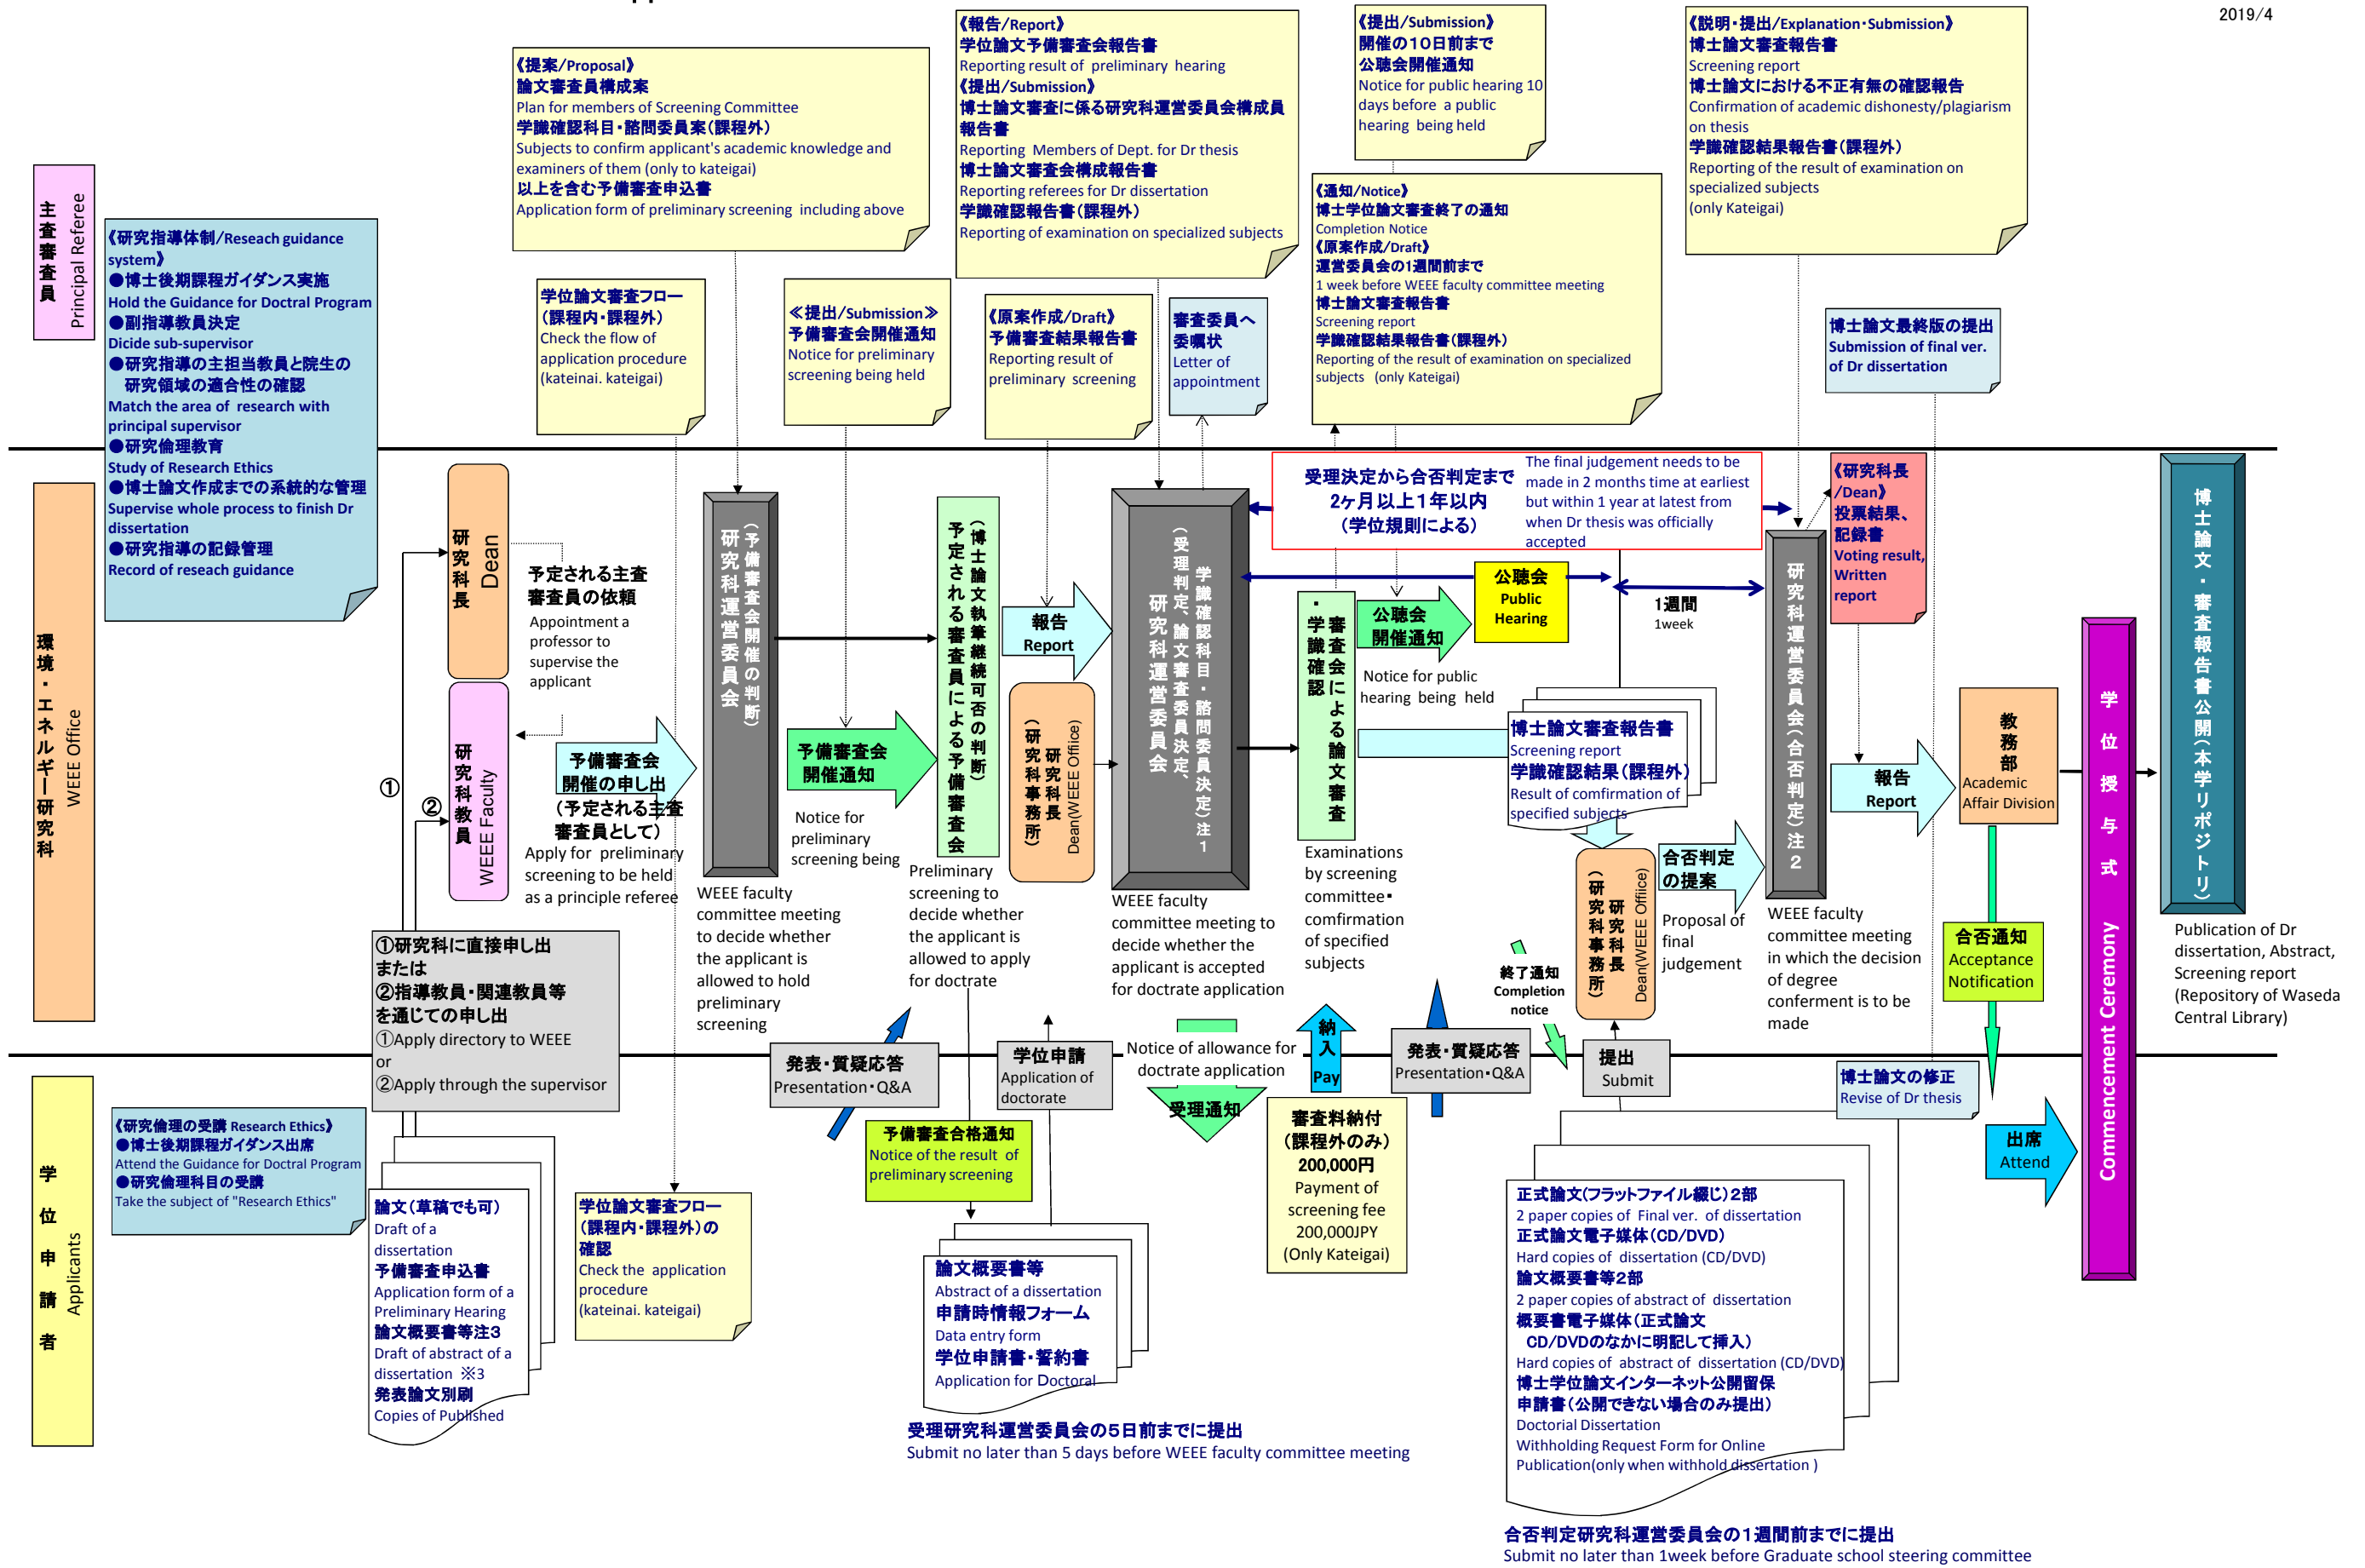 2019/4
主査審査員
Principal Referee
環境・エネルギー研究科
WEEE Office
学位申請者
Applicants
《研究指導体制/Reseach guidance
system》
●博士後期課程ガイダンス実施
Hold the Guidance for Doctral Program
●副指導教員決定
Dicide sub-supervisor
●研究指導の主担当教員と院生の
研究領域の適合性の確認
Match the area of research with
principal supervisor
●研究倫理教育
Study of Research Ethics
●博士論文作成までの系統的な管理
Supervise whole process to finish Dr
dissertation
●研究指導の記録管理
Record of reseach guidance
《提案/Proposal》
論文審査員構成案
Plan for members of Screening Committee
学識確認科目・諮問委員案(課程外)
Subjects to confirm applicant's academic knowledge and
examiners of them (only to kateigai)
以上を含む予備審査申込書
Application form of preliminary screening including above
学位論文審査フロー
(課程内・課程外)
Check the flow of
application procedure
(kateinai. kateigai)
≪提出/Submission≫
予備審査会開催通知
Notice for preliminary
screening being held
《報告/Report》
学位論文予備審査会報告書
Reporting result of preliminary hearing
《提出/Submission》
博士論文審査に係る研究科運営委員会構成員
報告書
Reporting Members of Dept. for Dr thesis
博士論文審査会構成報告書
Reporting referees for Dr dissertation
学識確認報告書(課程外)
Reporting of examination on specialized subjects
《原案作成/Draft》
予備審査結果報告書
Reporting result of
preliminary screening
審査委員へ
委嘱状
Letter of
appointment
《提出/Submission》
開催の10日前まで
公聴会開催通知
Notice for public hearing 10
days before a public
hearing being held
《通知/Notice》
博士学位論文審査終了の通知
Completion Notice
《原案作成/Draft》
運営委員会の1週間前まで
1 week before WEEE faculty committee meeting
博士論文審査報告書
Screening report
学識確認結果報告書(課程外)
Reporting of the result of examination on specialized
subjects (only Kateigai)
《説明・提出/Explanation・Submission》
博士論文審査報告書
Screening report
博士論文における不正有無の確認報告
Confirmation of academic dishonesty/plagiarism
on thesis
学識確認結果報告書(課程外)
Reporting of the result of examination on
specialized subjects
(only Kateigai)
博士論文最終版の提出
Submission of final ver.
of Dr dissertation
研究科長
Dean
予定される主査
審査員の依頼
Appointment a
professor to
supervise the
applicant
研究科教員
WEEE Faculty
①
②
予備審査会
開催の申し出
(予定される主査
審査員として)
Apply for preliminary
screening to be held
as a principle referee
(予備審査会開催の判断)
研究科運営委員会
WEEE faculty
committee meeting
to decide whether
the applicant is
allowed to hold
preliminary
screening
予備審査会
開催通知
Notice for
preliminary
screening being
(博士論文執筆継続可否の判断)
予定される審査員による予備審査会
Preliminary
screening to
decide whether
the applicant is
allowed to apply
for doctrate
報告
Report
研究科長
(研究科事務所)
Dean(WEEE Offiice)
学識確認科目・諮問委員決定)注1
(受理判定、論文審査委員決定、
研究科運営委員会
WEEE faculty
committee meeting to
decide whether the
applicant is accepted
for doctrate application
受理決定から合否判定まで
2ヶ月以上1年以内
(学位規則による)
The final judgement needs to be
made in 2 months time at earliest
but within 1 year at latest from
when Dr thesis was officially
accepted
審査会による論文審査
・学識確認
Examinations
by screening
committee・
comfirmation
of specified
subjects
公聴会
開催通知
Notice for public
hearing being held
公聴会
Public
Hearing
1週間
1week
博士論文審査報告書
Screening report
学識確認結果(課程外)
Result of comfirmation of
specified subjects
研究科長
(研究科事務所)
Dean(WEEE Offiice)
合否判定
の提案
Proposal of
final
judgement
研究科運営委員会(合否判定)注2
WEEE faculty
committee meeting
in which the decision
of degree
conferment is to be
made
《研究科長
/Dean》
投票結果、
記録書
Voting result,
Written
report
報告
Report
教務部
Academic
Affair Division
合否通知
Acceptance
Notification
学位授与式 Commencement Ceremony
博士論文・審査報告書公開(本学リポジトリ)
Publication of Dr
dissertation, Abstract,
Screening report
(Repository of Waseda
Central Library)
①研究科に直接申し出
または
②指導教員・関連教員等
を通じての申し出
①Apply directory to WEEE
or
②Apply through the supervisor
発表・質疑応答
Presentation・Q&A
学位申請
Application of
doctorate
Notice of allowance for
doctrate application
受理通知
納入
Pay
発表・質疑応答
Presentation・Q&A
終了通知
Completion
notice
提出
Submit
博士論文の修正
Revise of Dr thesis
出席
Attend
《研究倫理の受講 Research Ethics》
●博士後期課程ガイダンス出席
Attend the Guidance for Doctral Program
●研究倫理科目の受講
Take the subject of "Research Ethics"
論文(草稿でも可)
Draft of a
dissertation
予備審査申込書
Application form of a
Preliminary Hearing
論文概要書等注3
Draft of abstract of a
dissertation ※3
発表論文別刷
Copies of Published
学位論文審査フロー
(課程内・課程外)の
確認
Check the application
procedure
(kateinai. kateigai)
予備審査合格通知
Notice of the result of
preliminary screening
論文概要書等
Abstract of a dissertation
申請時情報フォーム
Data entry form
学位申請書・誓約書
Application for Doctoral
受理研究科運営委員会の5日前までに提出
Submit no later than 5 days before WEEE faculty committee meeting
審査料納付
(課程外のみ)
200,000円
Payment of
screening fee
200,000JPY
(Only Kateigai)
正式論文(フラットファイル綴じ)2部
2 paper copies of Final ver. of dissertation
正式論文電子媒体(CD/DVD)
Hard copies of dissertation (CD/DVD)
論文概要書等2部
2 paper copies of abstract of dissertation
概要書電子媒体(正式論文
CD/DVDのなかに明記して挿入)
Hard copies of abstract of dissertation (CD/DVD)
博士学位論文インターネット公開留保
申請書(公開できない場合のみ提出)
Doctorial Dissertation
Withholding Request Form for Online
Publication(only when withhold dissertation )
合否判定研究科運営委員会の1週間前までに提出
Submit no later than 1week before Graduate school steering committee